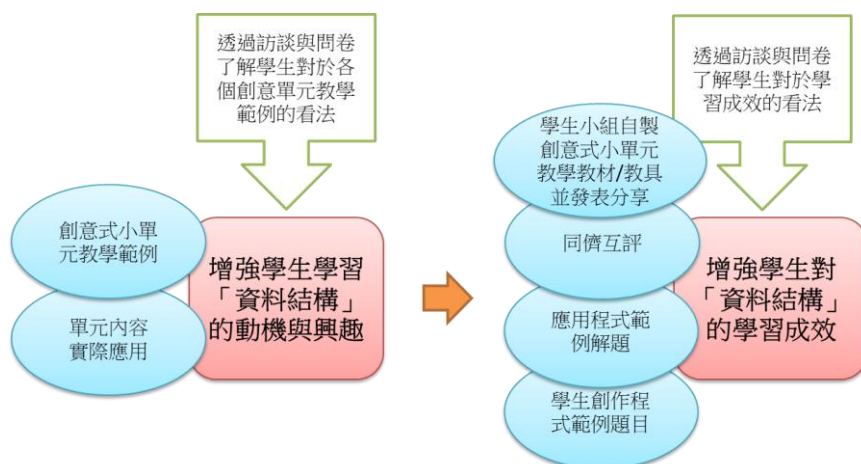 透過訪談與問卷
了解學生對於各
個創意單元教學
範例的看法
創意式小單
元教學範例
單元內容
實際應用
增強學生學習
「資料結構」
的動機與興趣
透過訪談與問卷
了解學生對於學
習成效的看法
學生小組自製
創意式小單元
教學教材/教具
並發表分享
同儕互評
應用程式範
例解題
學生創作程
式範例題目
增強學生對
「資料結構」
的學習成效